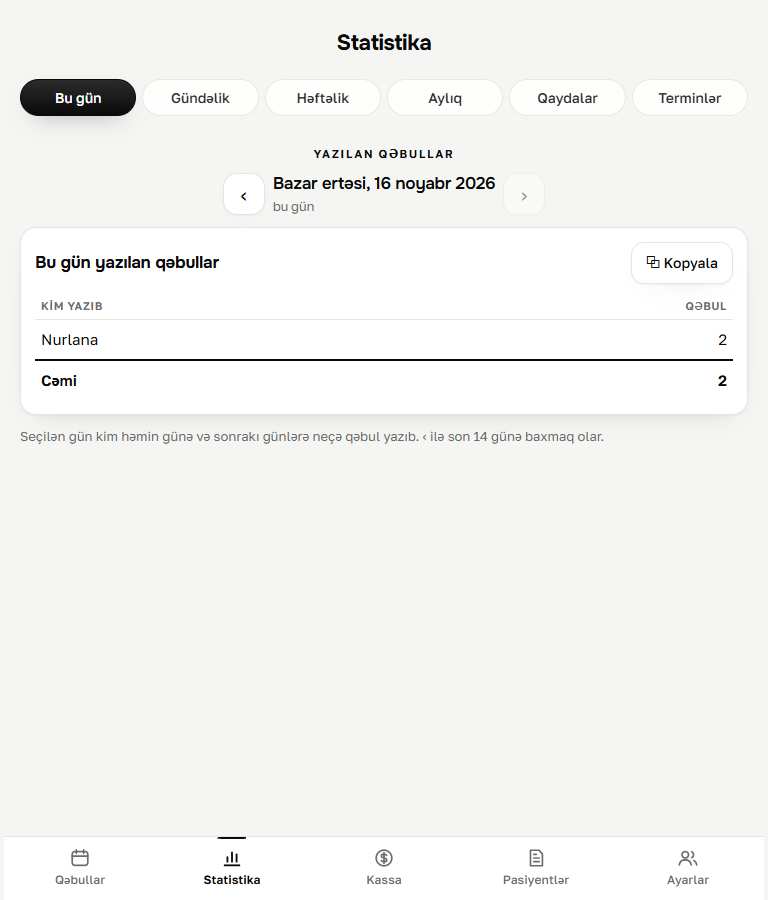 Statistika
Bu gün
Gündəlik
Həftəlik
Aylıq
Qaydalar
Terminlər
YAZILAN QƏBULLAR
‹
Bazar ertəsi, 16 noyabr 2026
bu gün
›
Bu gün yazılan qəbullar
Kopyala
KİM YAZIB
QƏBUL
Nurlana
2
Cəmi
2
Seçilən gün kim həmin günə və sonrakı günlərə neçə qəbul yazıb. ‹ ilə son 14 günə baxmaq olar.
Qəbullar
Statistika
Kassa
Pasiyentlər
Ayarlar